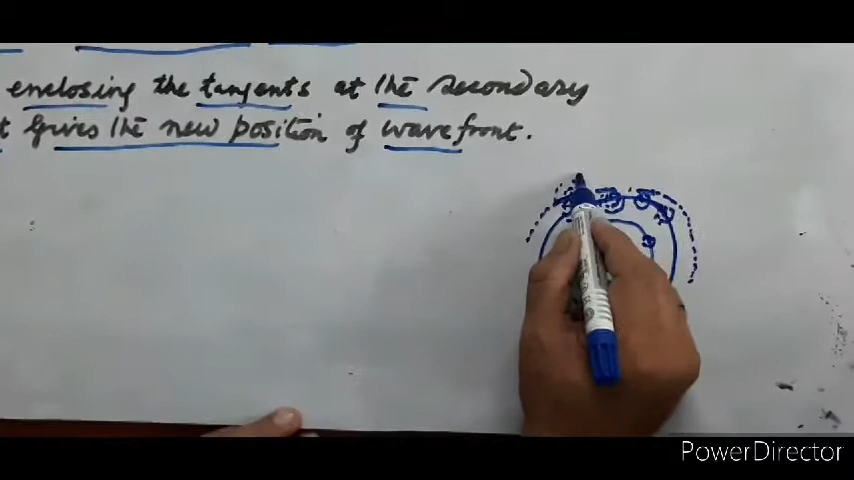 enclosing the tangents at the secondary
t gives the new position of wavefront.
PowerDirector